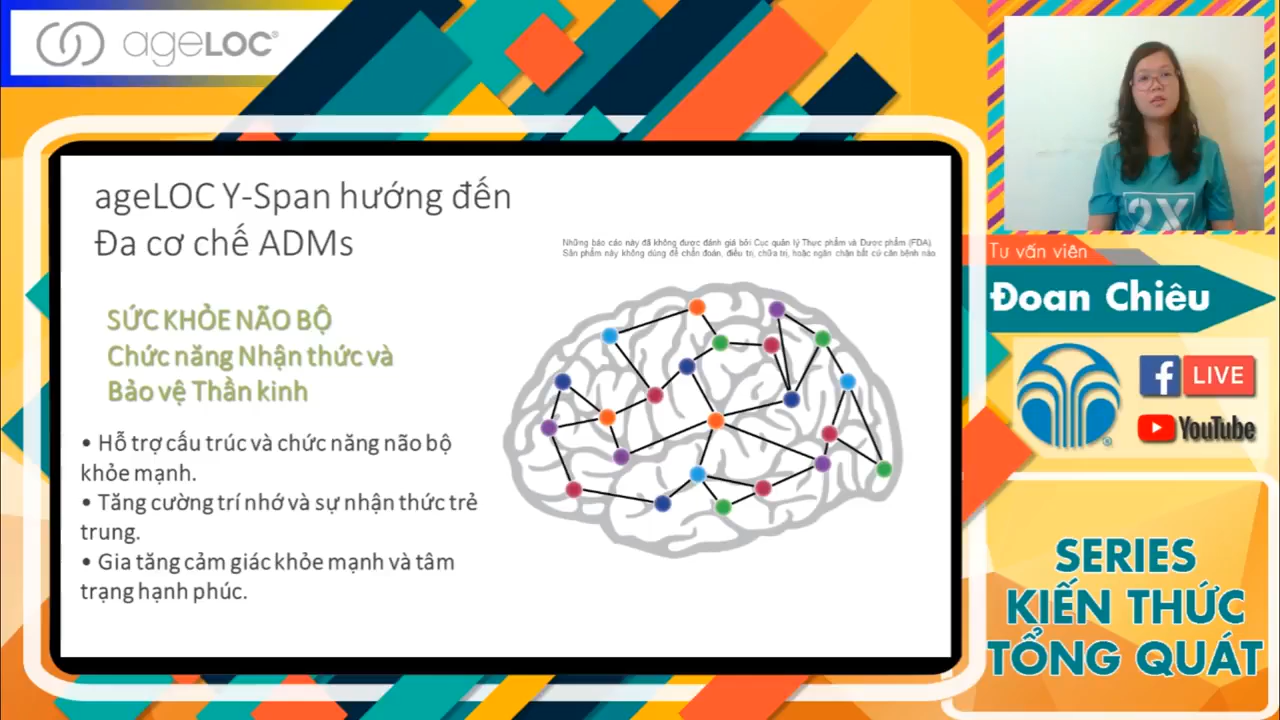 ageLOC®
ageLOC Y-Span hướng đến
Đa cơ chế ADMs
Những báo cáo này đã không được đánh giá bởi Cục quản lý Thực phẩm và Dược phẩm (FDA)
Sản phẩm này không dùng để chẩn đoán, điều trị, chữa trị, hoặc ngăn chặn bất cứ căn bệnh nào
SỨC KHỎE NÃO BỘ
Chức năng Nhận thức và
Bảo vệ Thần kinh
• Hỗ trợ cấu trúc và chức năng não bộ
khỏe mạnh.
• Tăng cường trí nhớ và sự nhận thức trẻ
trung.
• Gia tăng cảm giác khỏe mạnh và tâm
trạng hạnh phúc.
2X
Tư vấn viên
Đoan Chiêu
f LIVE
YouTube
®
SERIES
KIẾN THỨC
TỔNG QUÁT